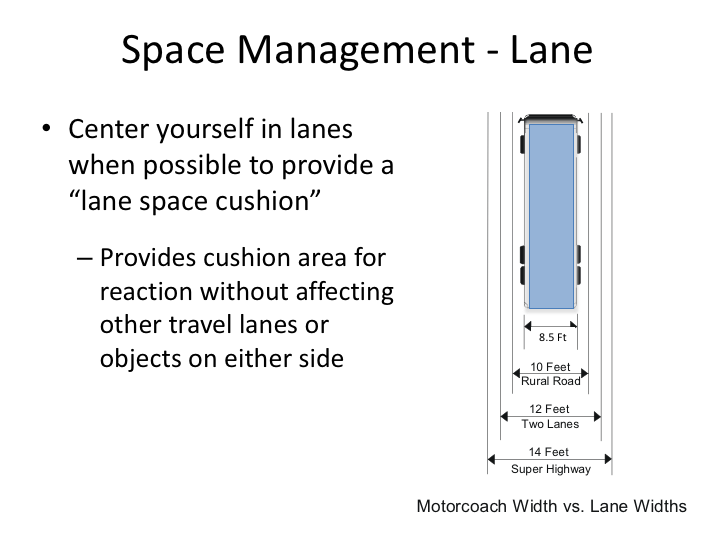 Space Management - Lane
• Center yourself in lanes
when possible to provide a
“lane space cushion”
– Provides cushion area for
reaction without affecting
other travel lanes or
objects on either side
8.5 Ft
10 Feet
Rural Road
12 Feet
Two Lanes
14 Feet
Super Highway
Motorcoach Width vs. Lane Widths